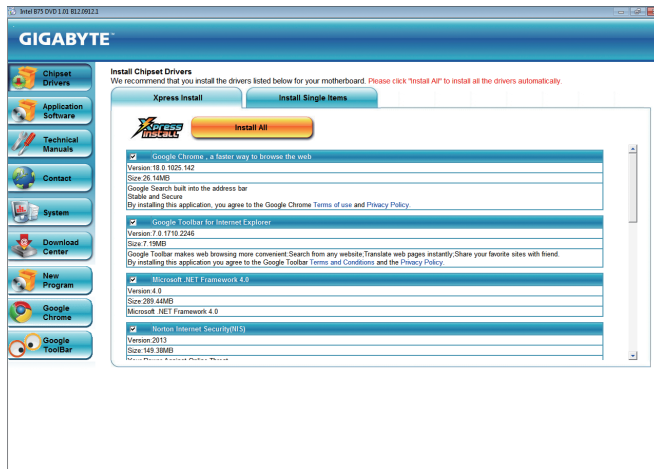 Intel B75 DVD 1.01 B12.0912.1
GIGABYTE™
Chipset
Drivers
Application
Software
Technical
Manuals
Contact
System
Download
Center
New
Program
Google
Chrome
Google
ToolBar
Install Chipset Drivers
We recommend that you install the drivers listed below for your motherboard. Please click "Install All" to install all the drivers automatically.
Xpress Install
Install Single Items
Xpress
Install
Install All
Google Chrome , a faster way to browse the web
Version:18.0.1025.142
Size:26.14MB
Google Search built into the address bar
Stable and Secure
By installing this application, you agree to the Google Chrome Terms of use and Privacy Policy.
Google Toolbar for Internet Explorer
Version:7.0.1710.2246
Size:7.19MB
Google Toolbar makes web browsing more convenient:Search from any website;Translate web pages instantly;Share your favorite sites with friend.
By installing this application you agree to the Google Toolbar Terms and Conditions and the Privacy Policy.
Microsoft .NET Framework 4.0
Version:4.0
Size:289.44MB
Microsoft .NET Framework 4.0
Norton Internet Security(NIS)
Version:2013
Size:149.38MB
Your Power Against Online Threat